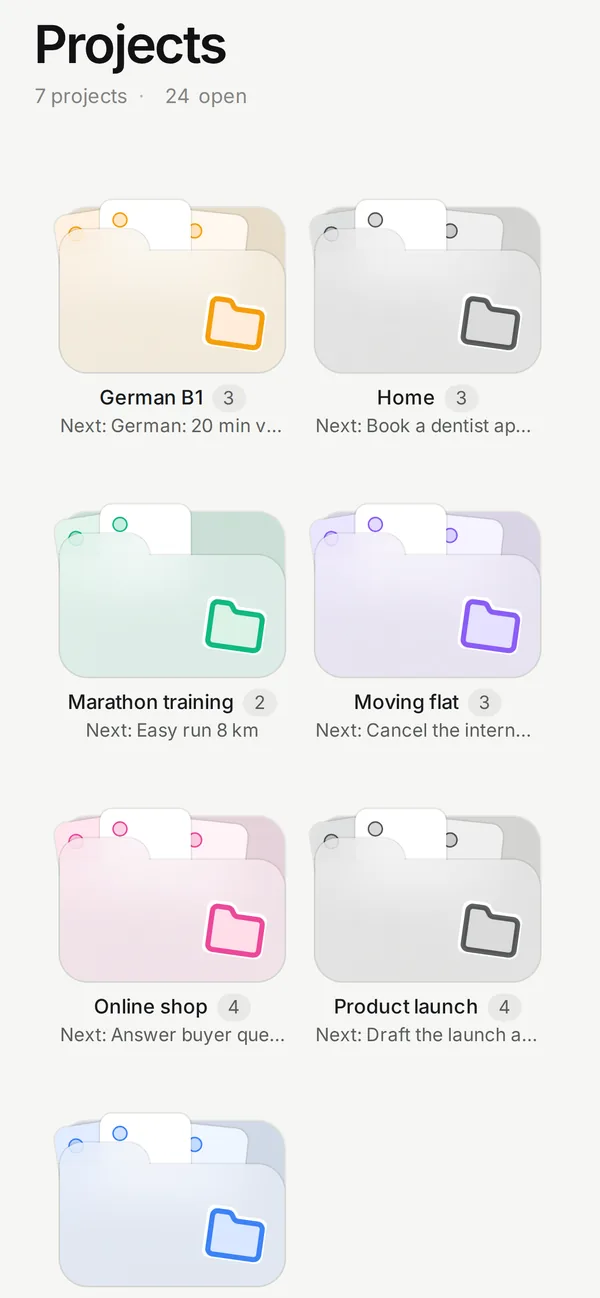 Projects
7 projects · 24 open
German B1 3
Home 3
Next: German: 20 min v...
Next: Book a dentist ap...
Marathon training 2
Moving flat 3
Next: Easy run 8 km
Next: Cancel the intern...
Online shop 4
Product launch 4
Next: Answer buyer que...
Next: Draft the launch a...